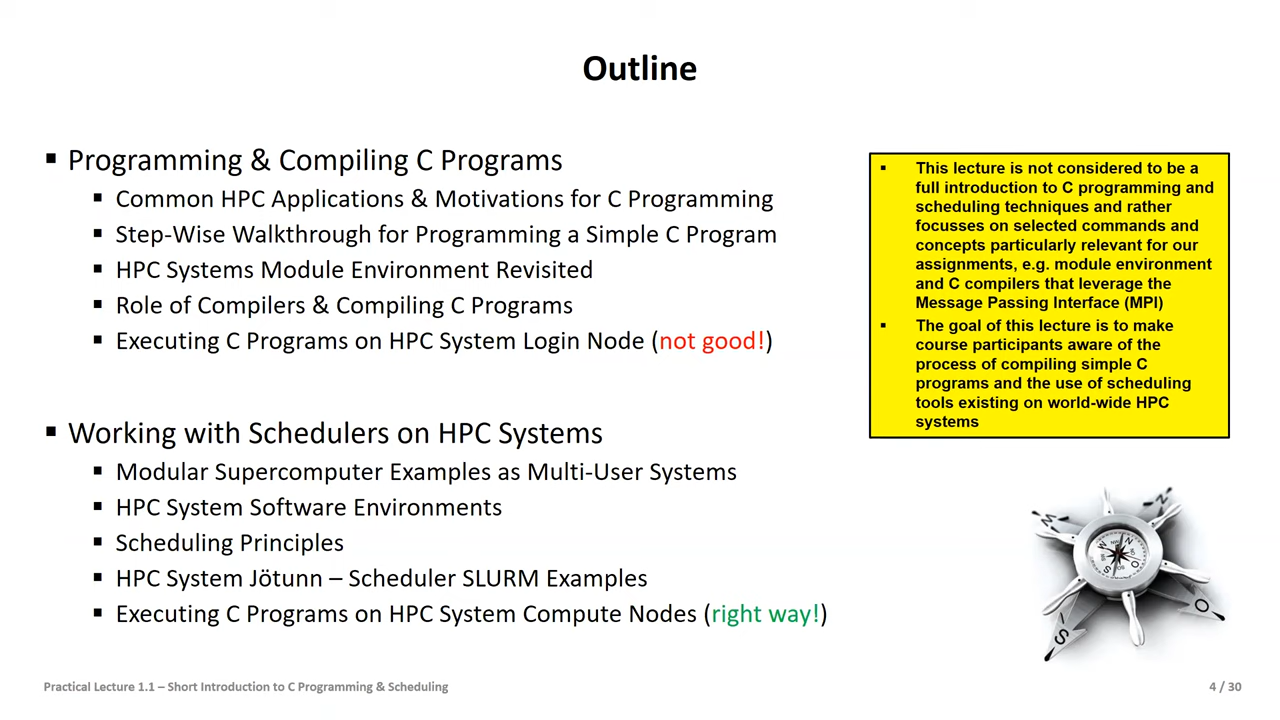 Outline
▪ Programming & Compiling C Programs
▪ Common HPC Applications & Motivations for C Programming
▪ Step-Wise Walkthrough for Programming a Simple C Program
▪ HPC Systems Module Environment Revisited
▪ Role of Compilers & Compiling C Programs
▪ Executing C Programs on HPC System Login Node (not good!)
▪ Working with Schedulers on HPC Systems
▪ Modular Supercomputer Examples as Multi-User Systems
▪ HPC System Software Environments
▪ Scheduling Principles
▪ HPC System Jötunn – Scheduler SLURM Examples
▪ Executing C Programs on HPC System Compute Nodes (right way!)
▪ This lecture is not considered to be a
full introduction to C programming and
scheduling techniques and rather
focusses on selected commands and
concepts particularly relevant for our
assignments, e.g. module environment
and C compilers that leverage the
Message Passing Interface (MPI)
▪ The goal of this lecture is to make
course participants aware of the
process of compiling simple C
programs and the use of scheduling
tools existing on world-wide HPC
systems
N
O
S
W
O
S
Practical Lecture 1.1 – Short Introduction to C Programming & Scheduling
4 / 30